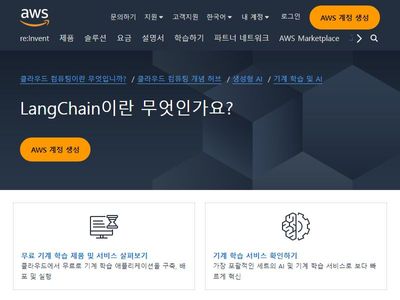 aws
문의하기 지원 고객지원 한국어 내 계정 로그인 AWS 계정 생성
re:Invent 제품 솔루션 요금 설명서 학습하기 파트너 네트워크 AWS Marketplace
클라우드 컴퓨팅이란 무엇입니까? / 클라우드 컴퓨팅 개념 허브 / 생성형 AI / 기계 학습 및 AI
LangChain이란 무엇인가요?
AWS 계정 생성
무료 기계 학습 제품 및 서비스 살펴보기
클라우드에서 무료로 기계 학습 애플리케이션을 구축, 배
포 및 실행
기계 학습 서비스 확인하기
가장 포괄적인 세트의 AI 및 기계 학습 서비스로 보다 빠
르게 혁신